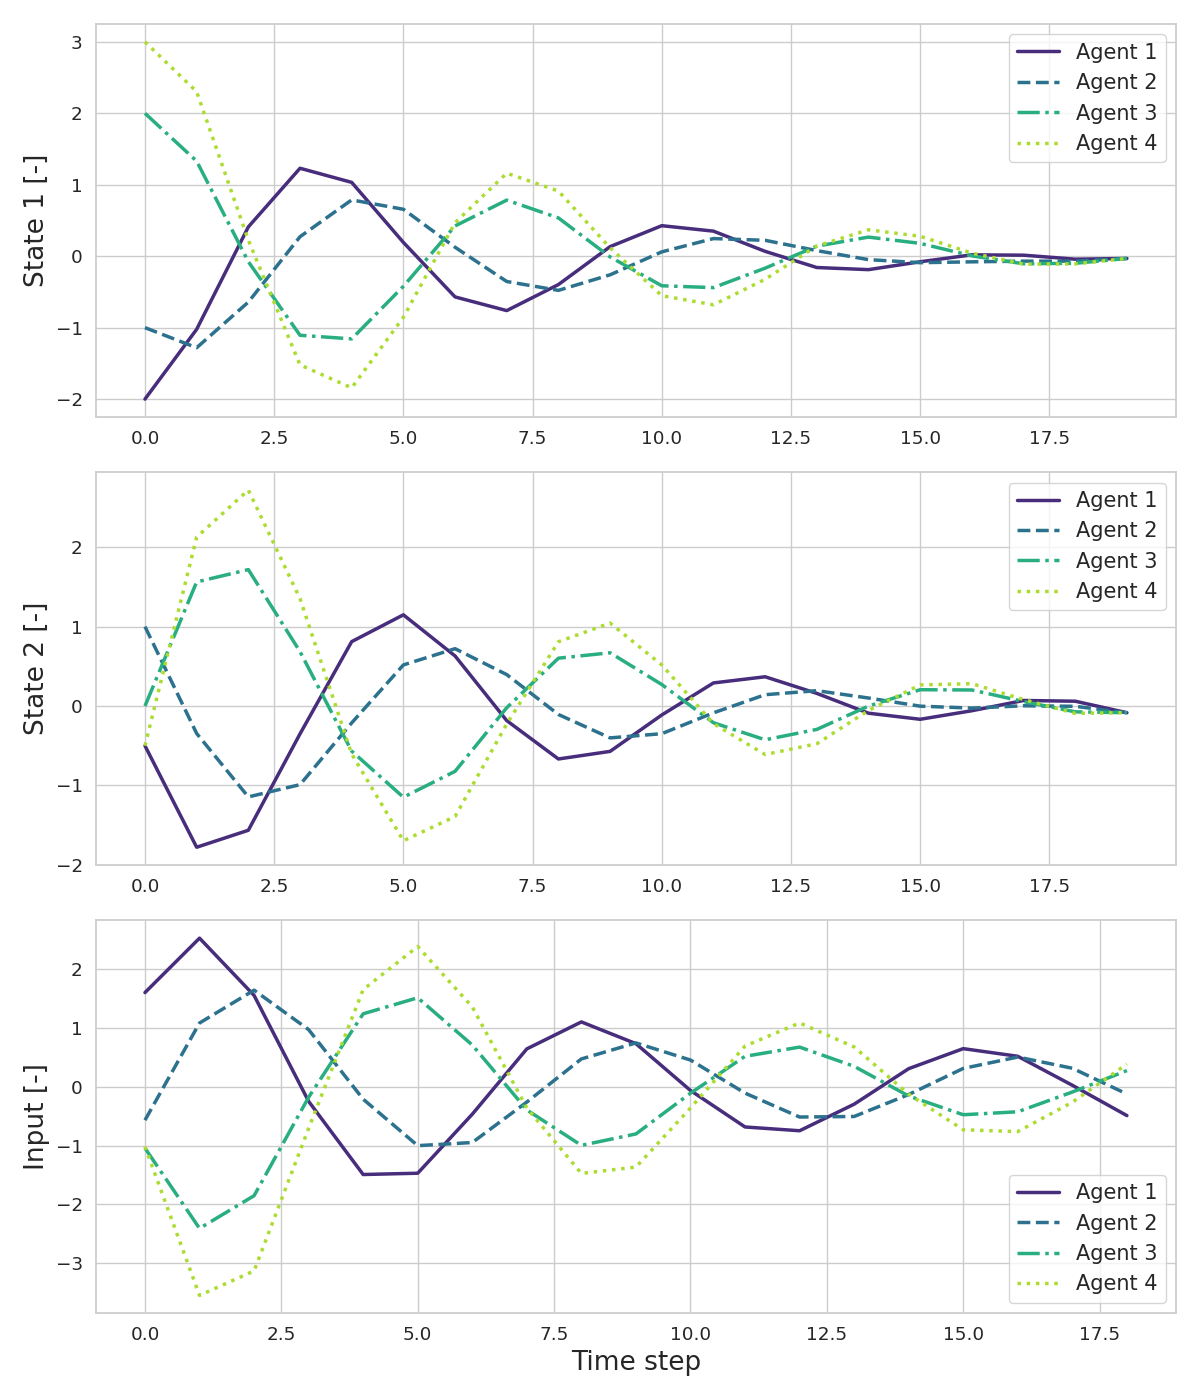 State 1 [-]
3
2
1
0
−1
−2
Agent 1
Agent 2
Agent 3
Agent 4
0.0 2.5 5.0 7.5 10.0 12.5 15.0 17.5
State 2 [-]
2
1
0
−1
−2
Agent 1
Agent 2
Agent 3
Agent 4
0.0 2.5 5.0 7.5 10.0 12.5 15.0 17.5
Input [-]
2
1
0
−1
−2
−3
Agent 1
Agent 2
Agent 3
Agent 4
0.0 2.5 5.0 7.5 10.0 12.5 15.0 17.5
Time step